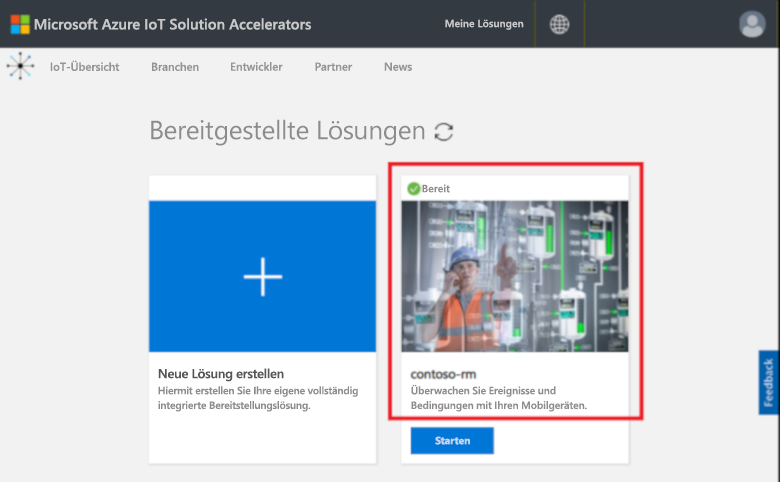 Microsoft Azure IoT Solution Accelerators
Meine Lösungen
IoT-Übersicht Branchen Entwickler Partner News
Bereitgestellte Lösungen
Bereit
Neue Lösung erstellen
Hiermit erstellen Sie Ihre eigene vollständig
integrierte Bereitstellungslösung.
contoso-rm
Überwachen Sie Ereignisse und
Bedingungen mit Ihren Mobilgeräten.
Starten
Feedback